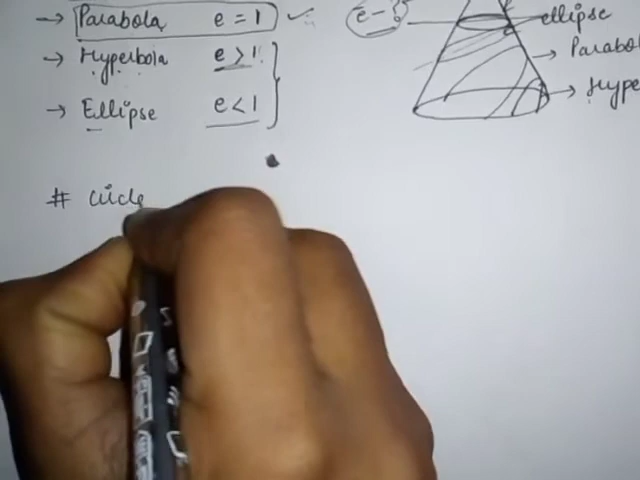 → Parabola e = 1 ✓
→ Hyperbola e > 1
→ Ellipse e < 1
e - ?
ellipse
→ Parabol
→ Hype
# Circle